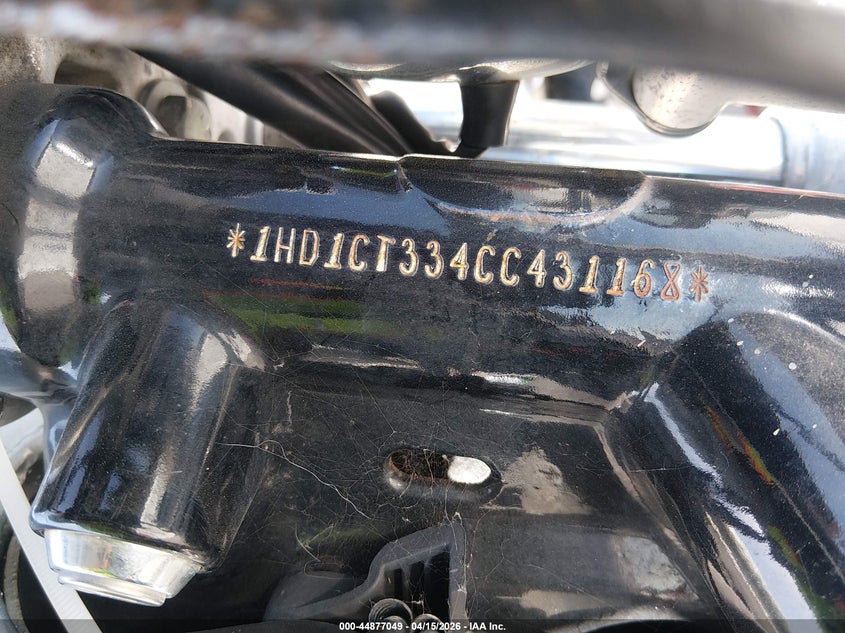 *1HD1CT334CC431168*
000-44877049 - 04/15/2026 - IAA Inc.